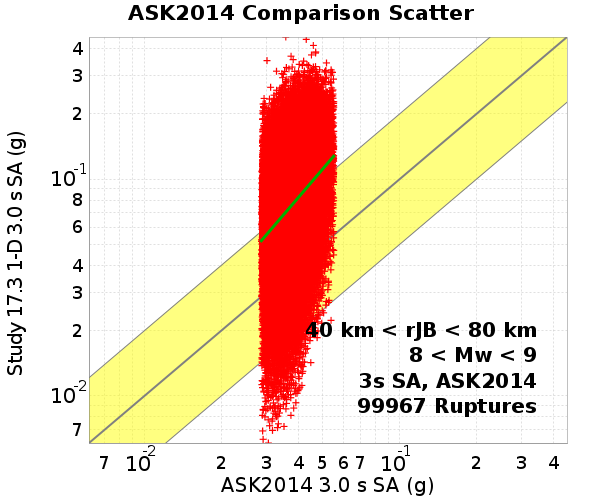 ASK2014 Comparison Scatter
Study 17.3 1-D 3.0 s SA (g)
4
3
2
10-1
8
6
4
3
2
10-2
7
40 km < rJB < 80 km
8 < Mw < 9
3s SA, ASK2014
99967 Ruptures
7 10-2 2 3 4 5 6 7 10-1 2 3 4
ASK2014 3.0 s SA (g)